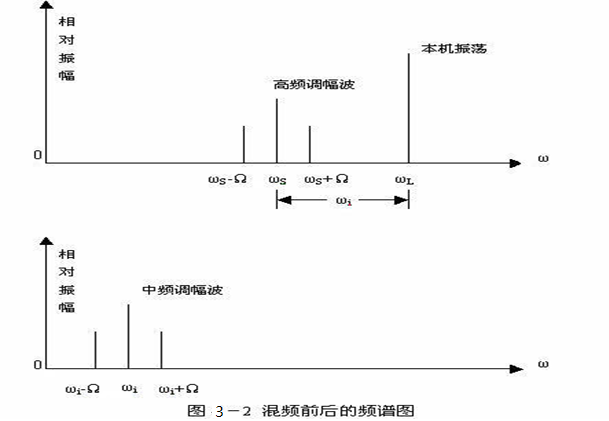 相对振幅
本机振荡
高频调幅波
0
ω
ωS-Ω ωS ωS+Ω ωL
ωi
相对振幅
中频调幅波
0
ω
ωi-Ω ωi ωi+Ω
图 3-2 混频前后的频谱图